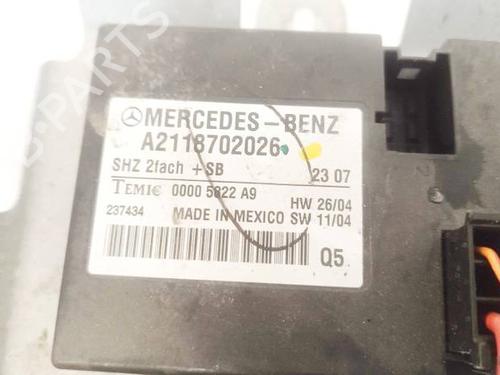 MERCEDES-BENZ
A2118702026
SHZ 2fach +SB 23 07
TEMIC 0000 5822 A9 HW 26/04
237434 MADE IN MEXICO SW 11/04
Q5